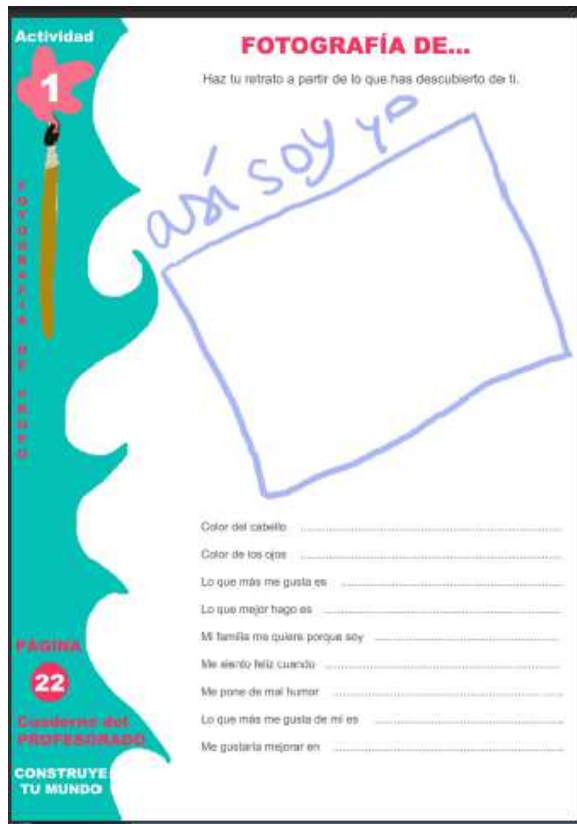 Actividad
1
FOTOGRAFÍA DE...
Haz tu retrato a partir de lo que has descubierto de ti.
así soy yo
FOTOGRAFIA DE GRUPO
Color del cabello
Color de los ojos
Lo que más me gusta es
Lo que mejor hago es
Mi familia me quiere porque soy
Me siento feliz cuando
Me pone de mal humor
Lo que más me gusta de mi es
Me gustaría mejorar en
PÁGINA
22
Cuaderno del
PROFESORADO
CONSTRUYE
TU MUNDO